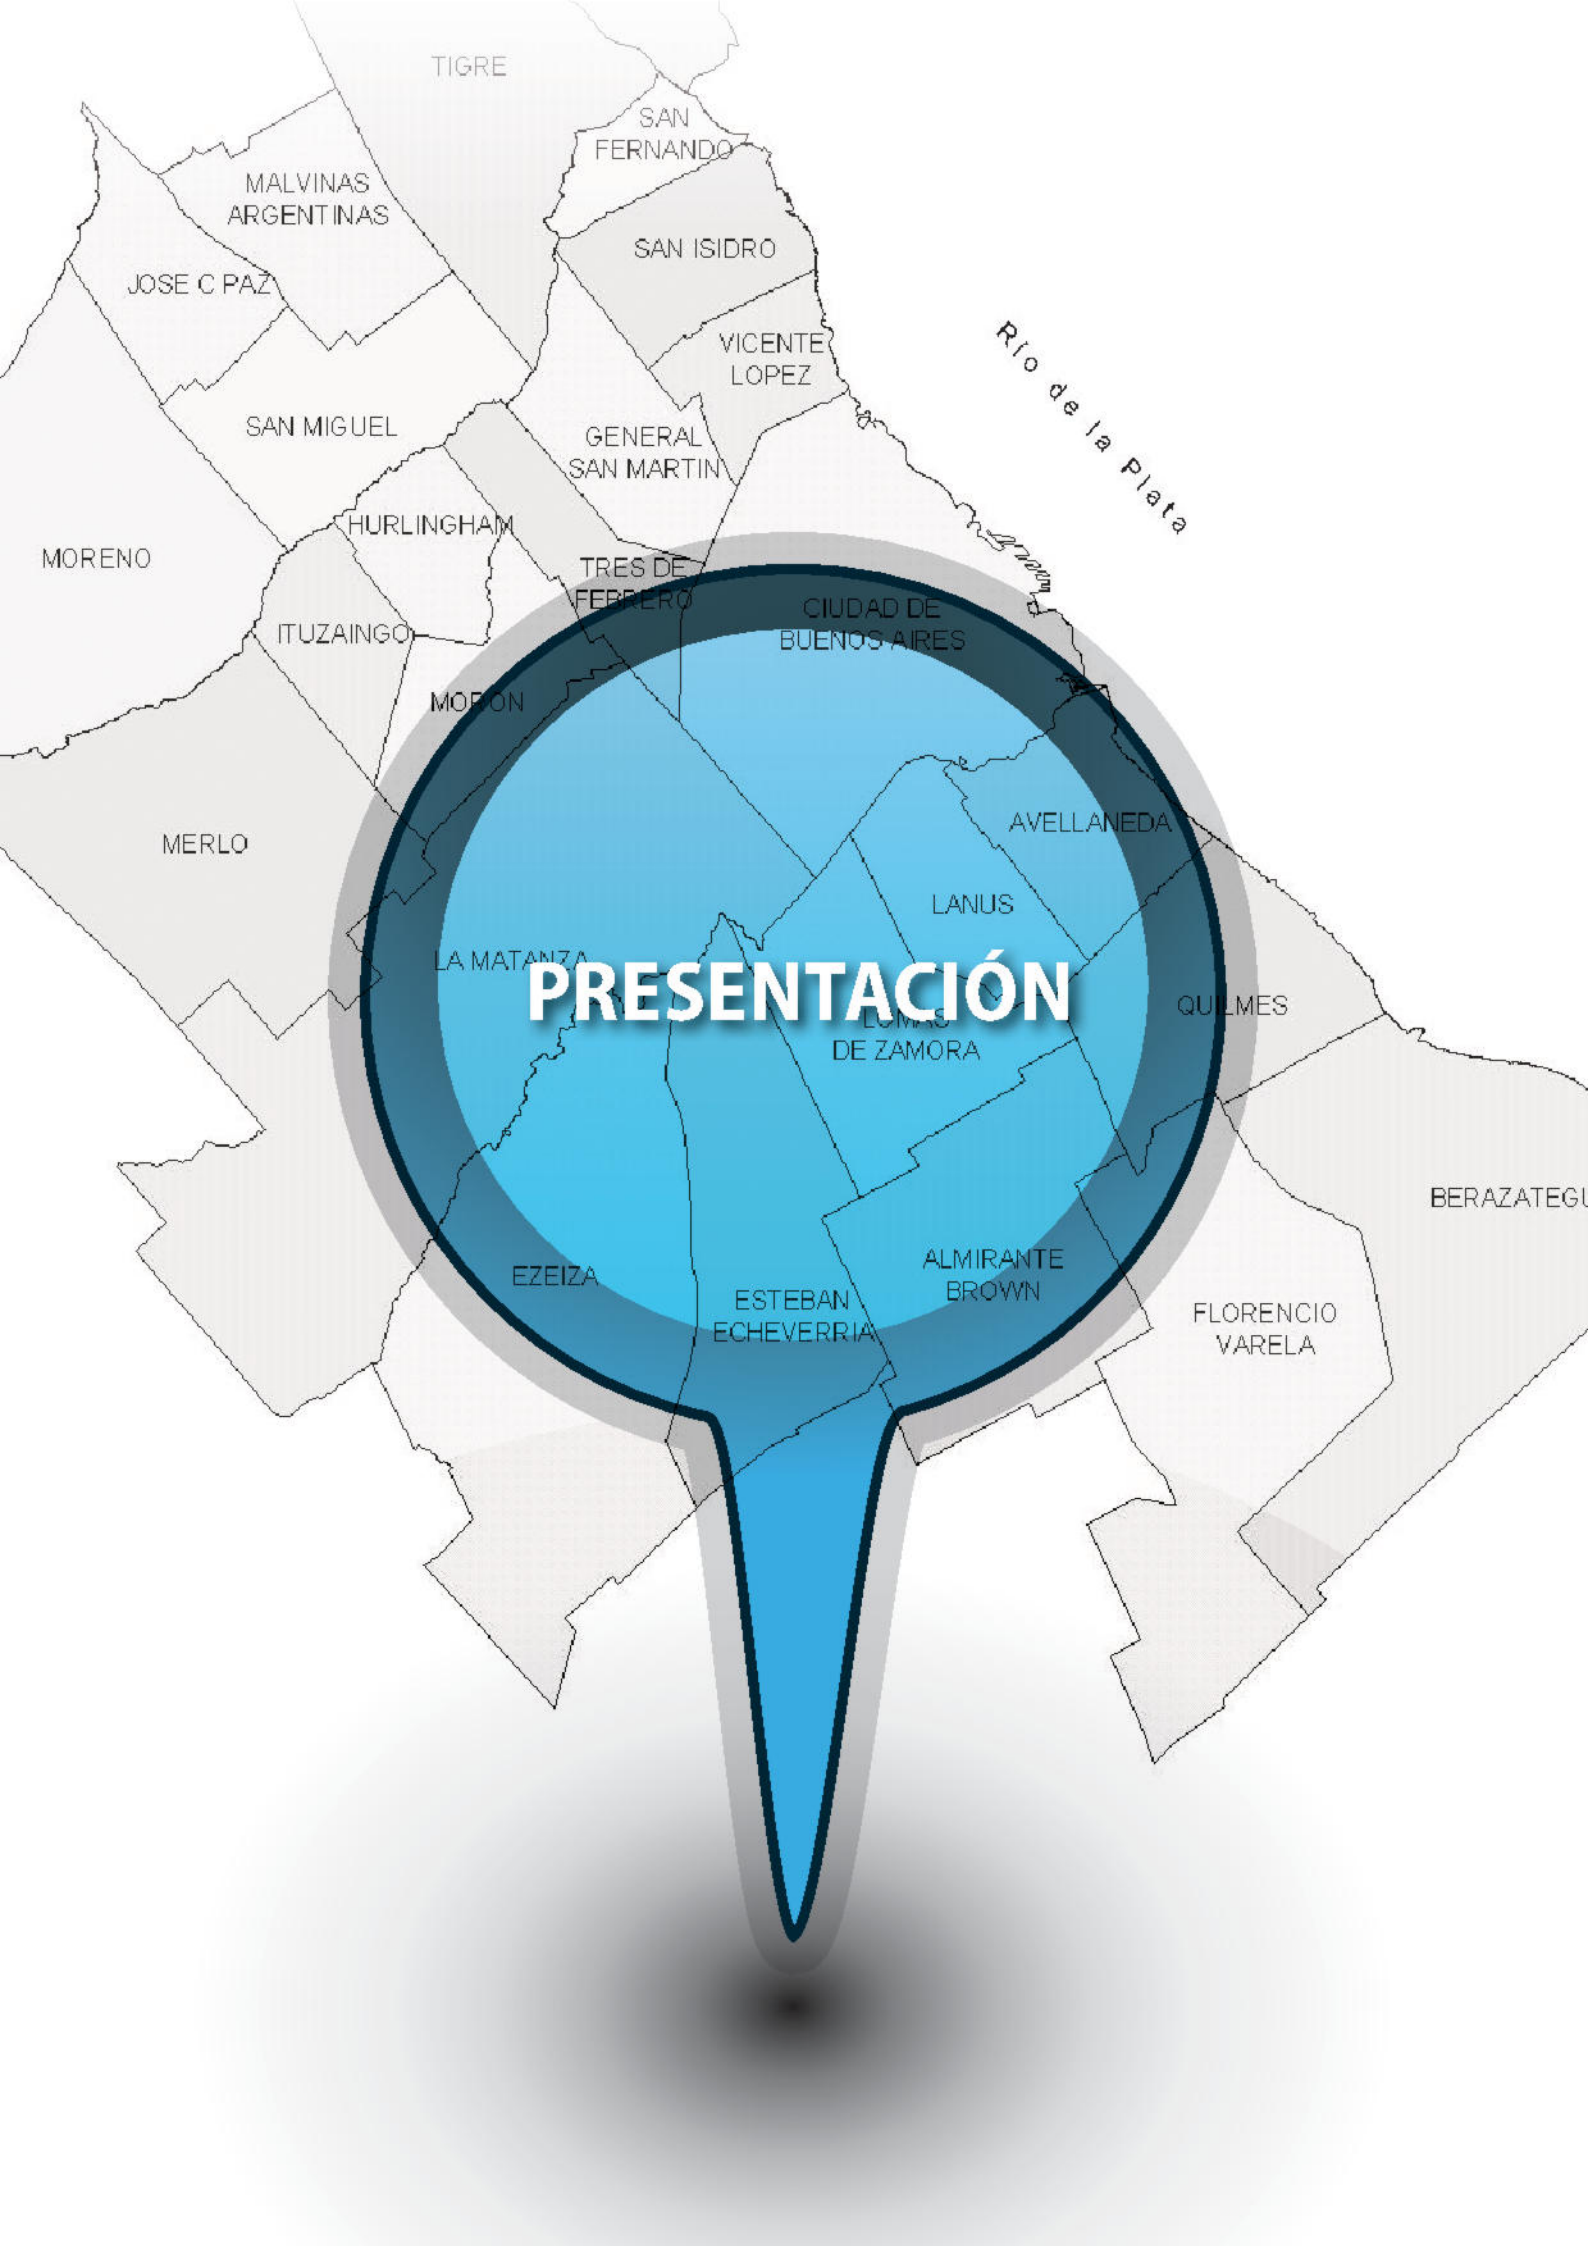 TIGRE
SAN
FERNANDO
MALVINAS
ARGENTINAS
SAN ISIDRO
JOSE C PAZ
VICENTE
LOPEZ
Río de la Plata
SAN MIGUEL
GENERAL
SAN MARTIN
HURLINGHAM
MORENO
TRES DE
FEBRERO
CIUDAD DE
BUENOS AIRES
ITUZAINGO
MORON
AVELLANEDA
MERLO
LANUS
LA MATANZA
PRESENTACIÓN
QUILMES
LOMAS
DE ZAMORA
BERAZATEGU
EZEIZA
ALMIRANTE
BROWN
ESTEBAN
ECHEVERRIA
FLORENCIO
VARELA